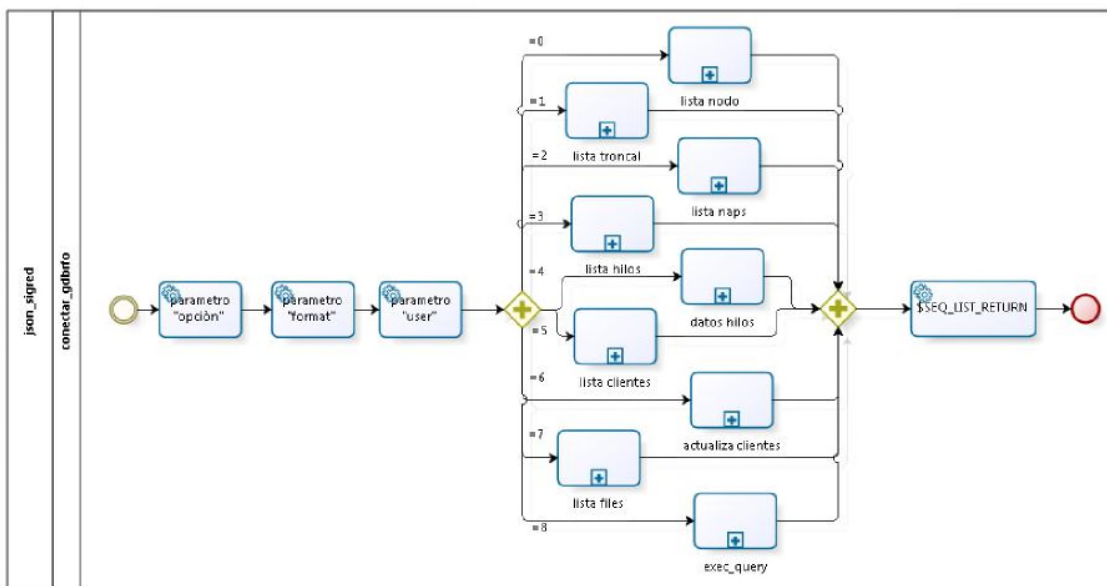 json_sigred
conectar_gdbrfo
parametro
"opciòn"
parametro
"format"
parametro
"user"
=0
lista nodo
=1
lista troncal
=2
lista naps
=3
lista hilos
=4
datos hilos
=5
lista clientes
=6
actualiza clientes
=7
lista files
=8
exec_query
$SEQ_LIST_RETURN